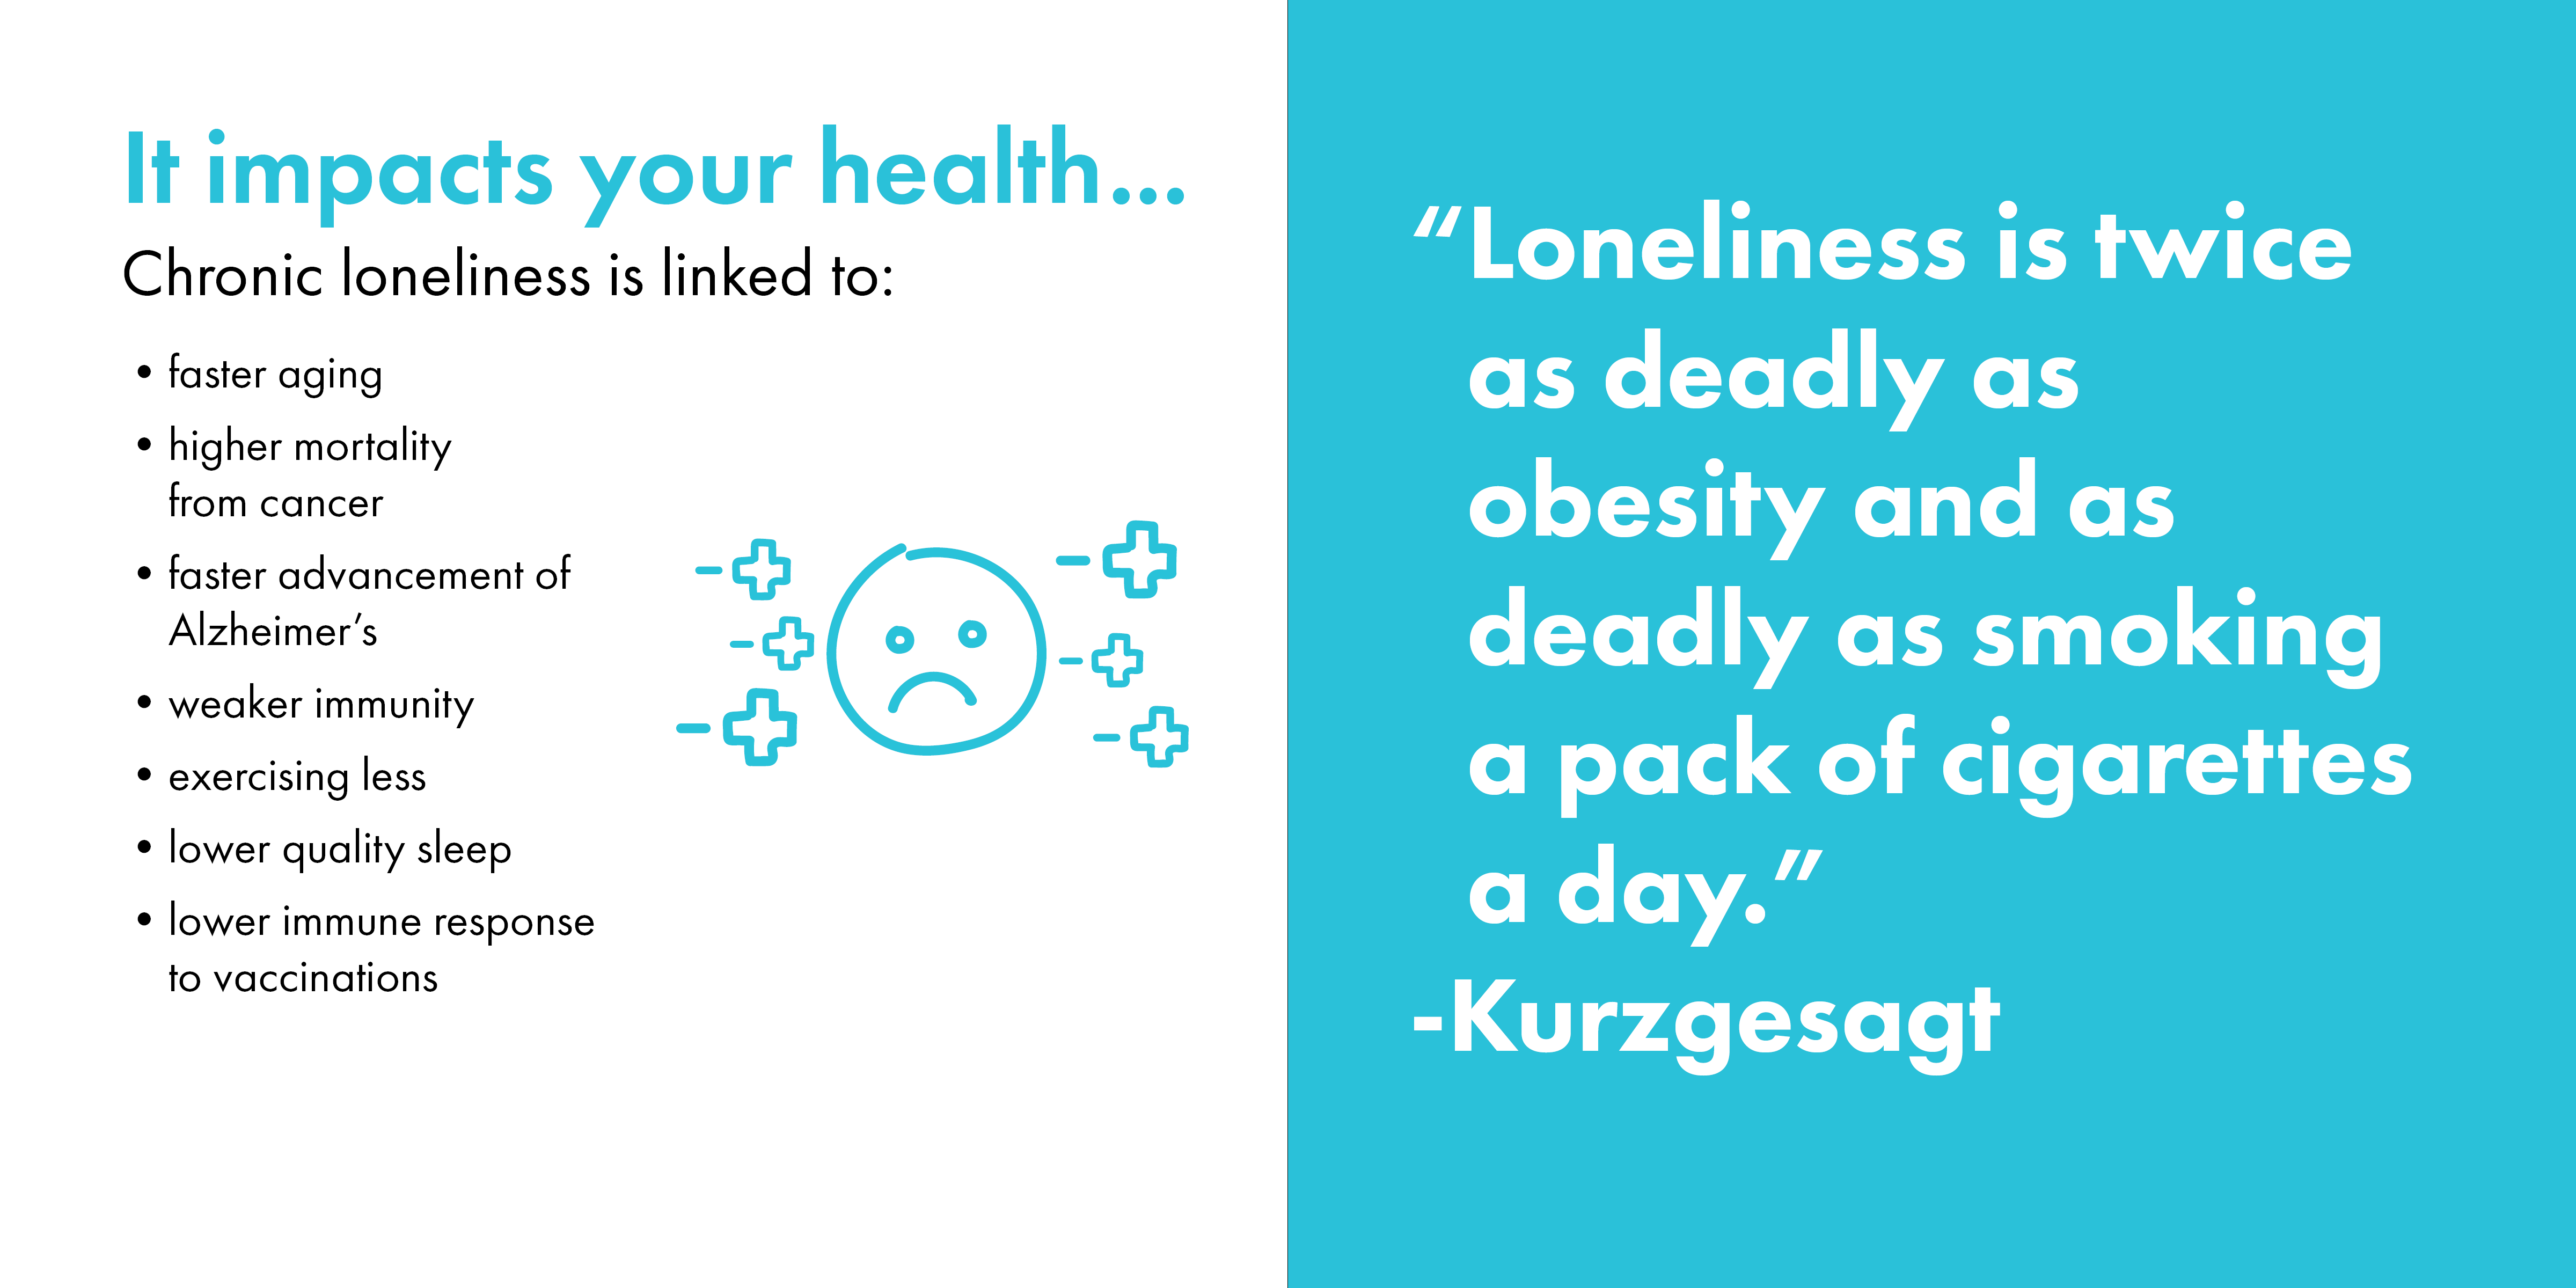 It impacts your health...
Chronic loneliness is linked to:
• faster aging
• higher mortality
from cancer
• faster advancement of
Alzheimer’s
• weaker immunity
• exercising less
• lower quality sleep
• lower immune response
to vaccinations
“Loneliness is twice
as deadly as
obesity and as
deadly as smoking
a pack of cigarettes
a day.”
-Kurzgesagt